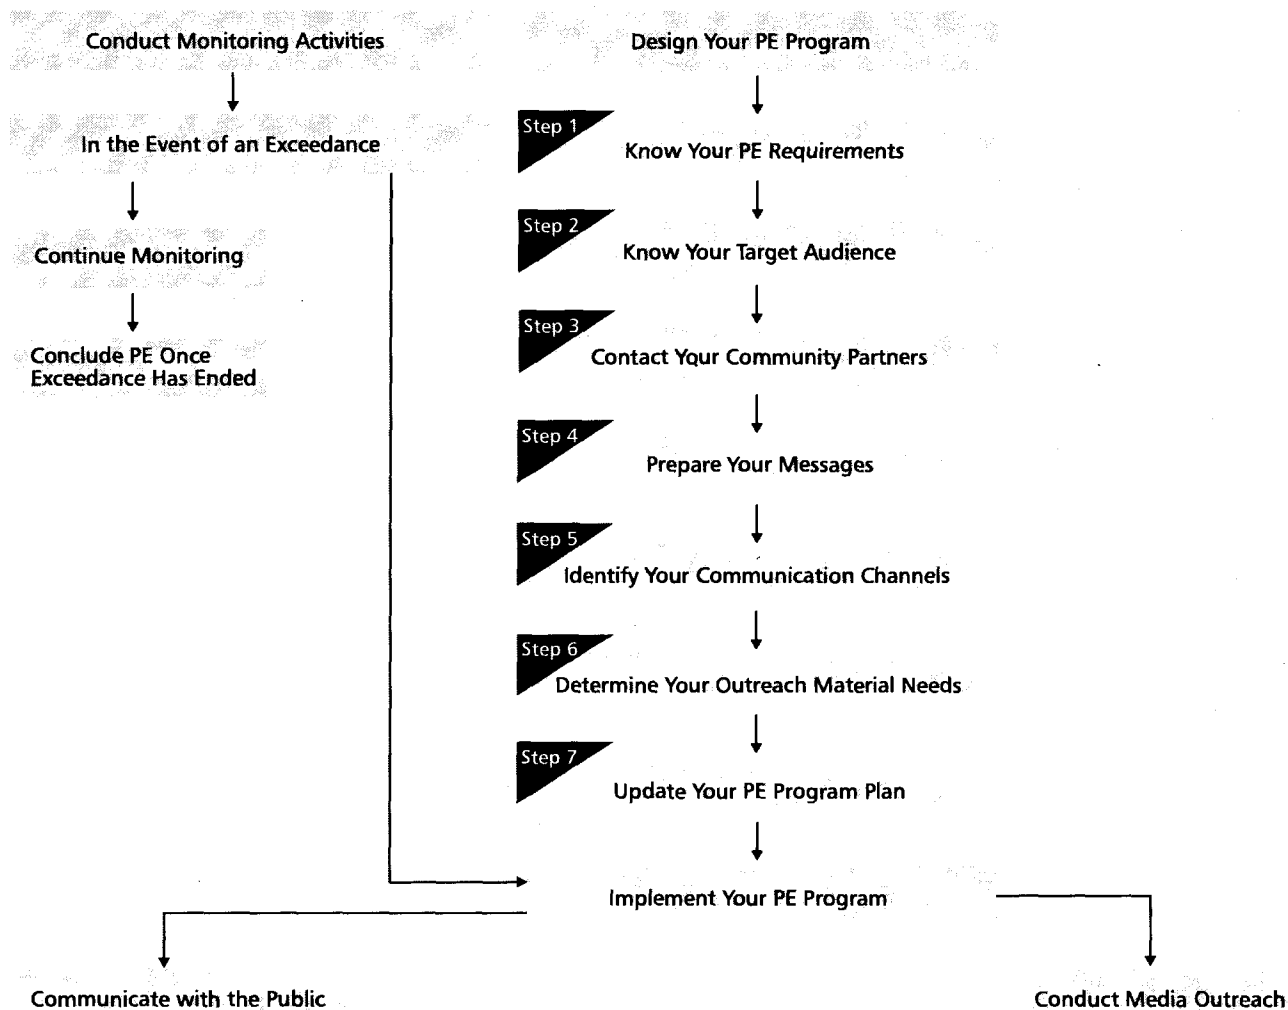 Conduct Monitoring Activities
In the Event of an Exceedance
Continue Monitoring
Conclude PE Once
Exceedance Has Ended
Design Your PE Program
Step 1
Know Your PE Requirements
Step 2
Know Your Target Audience
Step 3
Contact Your Community Partners
Step 4
Prepare Your Messages
Step 5
Identify Your Communication Channels
Step 6
Determine Your Outreach Material Needs
Step 7
Update Your PE Program Plan
Implement Your PE Program
Communicate with the Public
Conduct Media Outreach